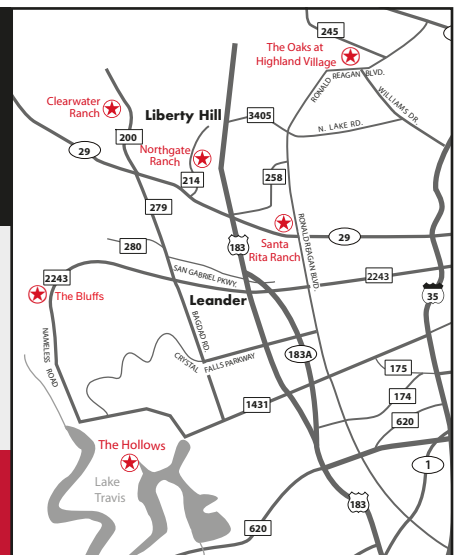 245
The Oaks at
Highland Village
RONALD REAGAN BLVD.
WILLIAMS DR.
Clearwater
Ranch
Liberty Hill
3405
N. LAKE RD.
200
29
Northgate
Ranch
214
258
279
RONALD REAGAN BLVD.
280
183
Santa
Rita Ranch
29
2243
SAN GABRIEL PKWY.
2243
The Bluffs
Leander
35
NAMELESS ROAD
BAGDAD RD.
CRYSTAL FALLS PARKWAY
183A
175
174
1431
620
The Hollows
1
Lake
Travis
183
620